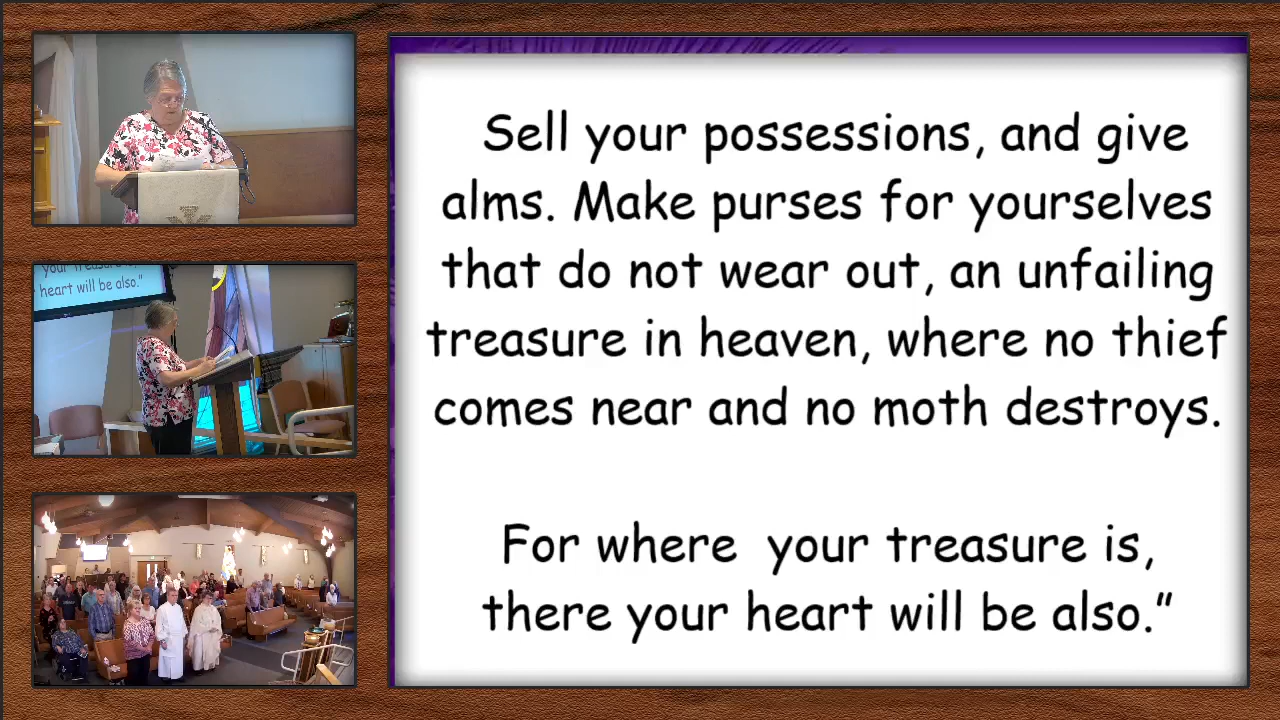 your treasure
heart will be also."
Sell your possessions, and give
alms. Make purses for yourselves
that do not wear out, an unfailing
treasure in heaven, where no thief
comes near and no moth destroys.
For where  your treasure is,
there your heart will be also.”